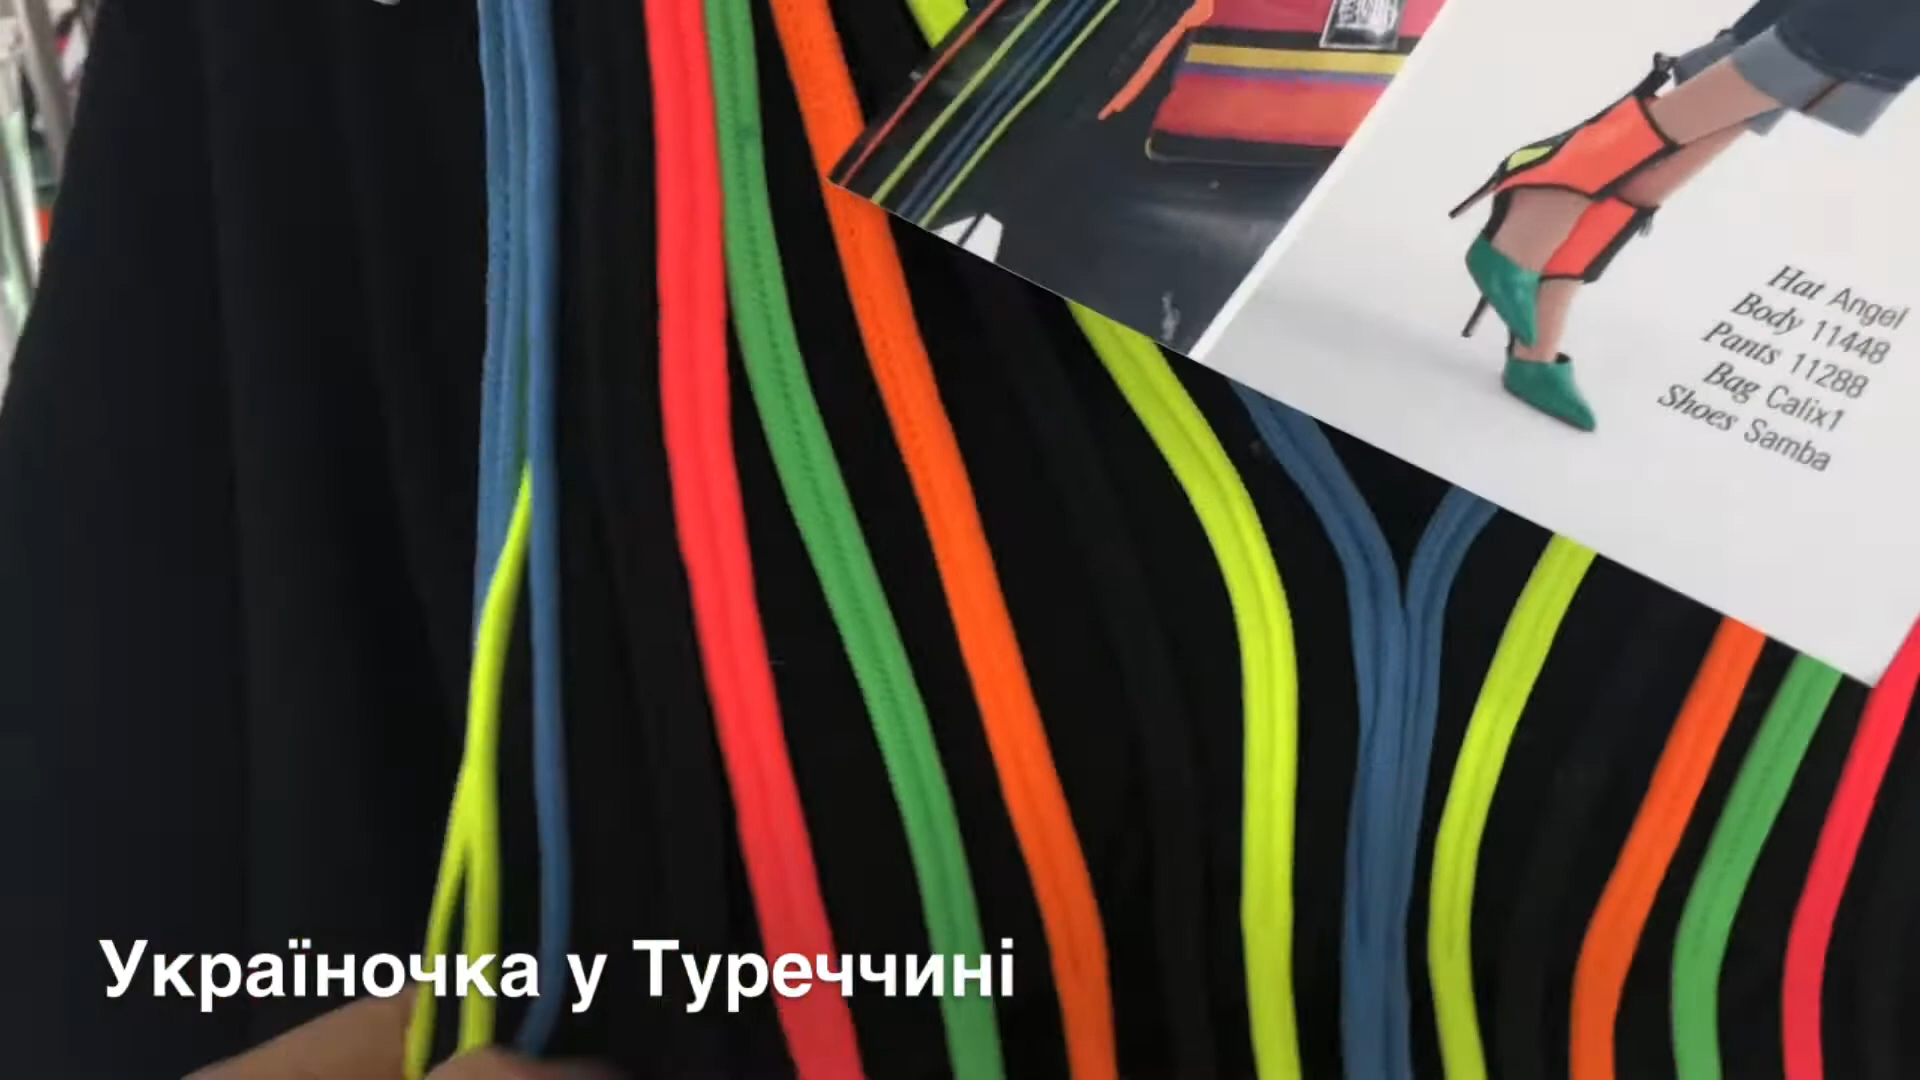 Hat Angel
Body 11448
Pants 11288
Bag Calix1
Shoes Samba
Україночка у Туреччині